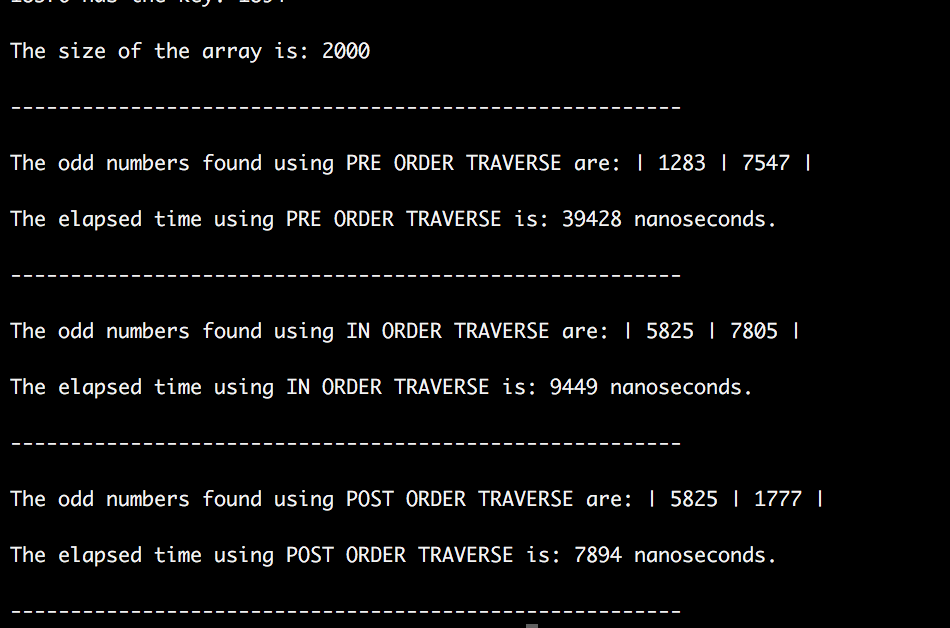 The size of the array is: 2000
--------------------------------------------------------
The odd numbers found using PRE ORDER TRAVERSE are: | 1283 | 7547 |
The elapsed time using PRE ORDER TRAVERSE is: 39428 nanoseconds.
--------------------------------------------------------
The odd numbers found using IN ORDER TRAVERSE are: | 5825 | 7805 |
The elapsed time using IN ORDER TRAVERSE is: 9449 nanoseconds.
--------------------------------------------------------
The odd numbers found using POST ORDER TRAVERSE are: | 5825 | 1777 |
The elapsed time using POST ORDER TRAVERSE is: 7894 nanoseconds.
--------------------------------------------------------